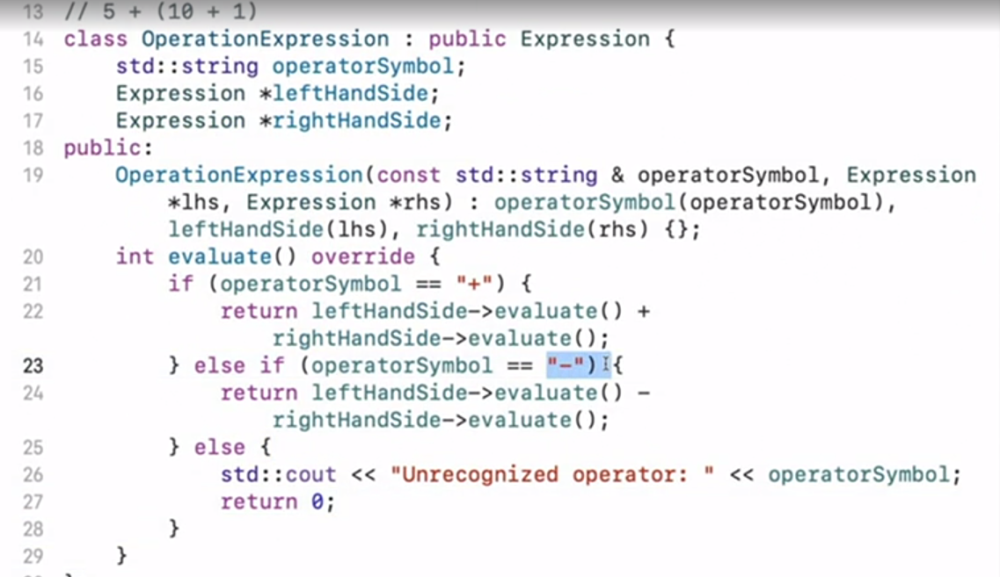 13 // 5 + (10 + 1)
14 class OperationExpression : public Expression {
15 std::string operatorSymbol;
16 Expression *leftHandSide;
17 Expression *rightHandSide;
18 public:
19 OperationExpression(const std::string & operatorSymbol, Expression
*lhs, Expression *rhs) : operatorSymbol(operatorSymbol),
leftHandSide(lhs), rightHandSide(rhs) {};
20 int evaluate() override {
21 if (operatorSymbol == "+") {
22 return leftHandSide->evaluate() +
rightHandSide->evaluate();
23 } else if (operatorSymbol == "-") {
24 return leftHandSide->evaluate() -
rightHandSide->evaluate();
25 } else {
26 std::cout << "Unrecognized operator: " << operatorSymbol;
27 return 0;
28 }
29 }